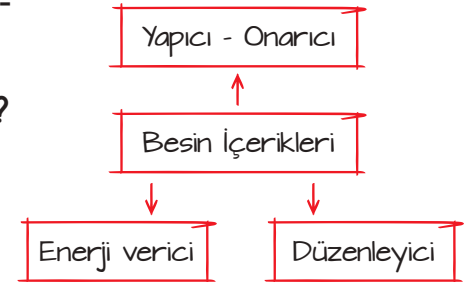 -
Yapıcı - Onarıcı
?
Besin İçerikleri
Enerji verici
Düzenleyici